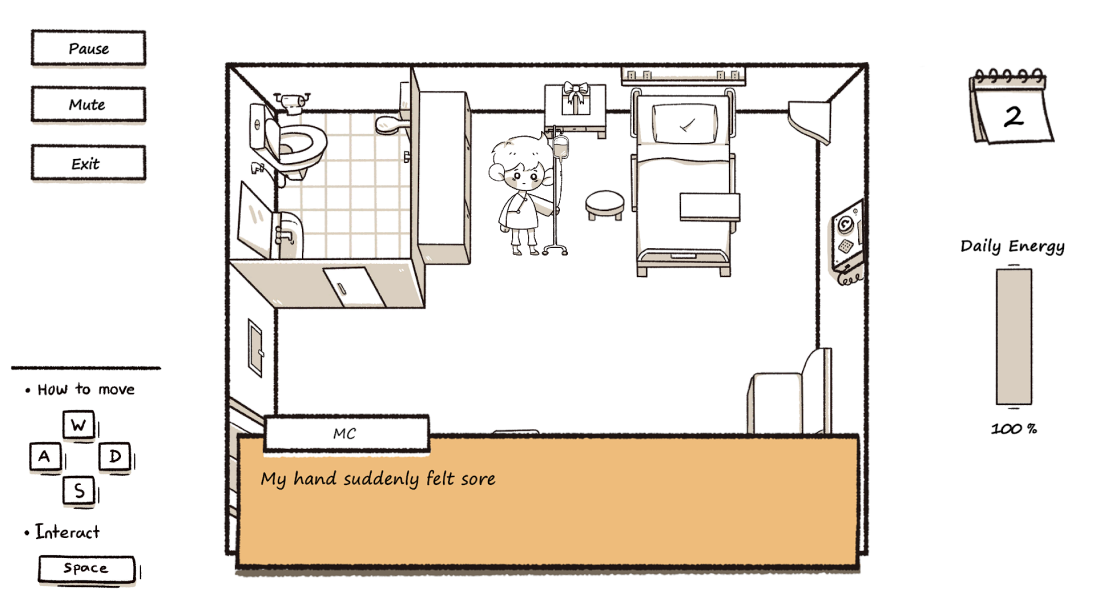 Pause
Mute
Exit
2
Daily Energy
100 %
• How to move
W
A
D
S
• Interact
Space
MC
My hand suddenly felt sore